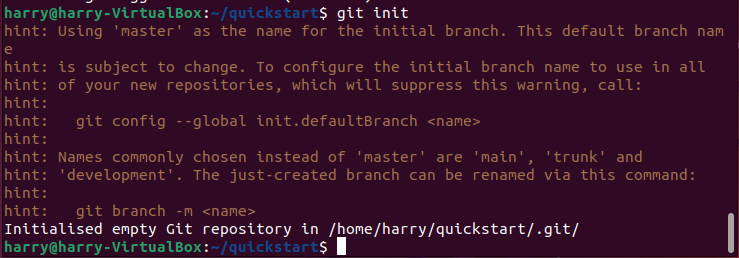 harry@harry-VirtualBox:~/quickstart$ git init
hint: Using 'master' as the name for the initial branch. This default branch nam
e
hint: is subject to change. To configure the initial branch name to use in all
hint: of your new repositories, which will suppress this warning, call:
hint:
hint:   git config --global init.defaultBranch <name>
hint:
hint: Names commonly chosen instead of 'master' are 'main', 'trunk' and
hint: 'development'. The just-created branch can be renamed via this command:
hint:
hint:   git branch -m <name>
Initialised empty Git repository in /home/harry/quickstart/.git/
harry@harry-VirtualBox:~/quickstart$